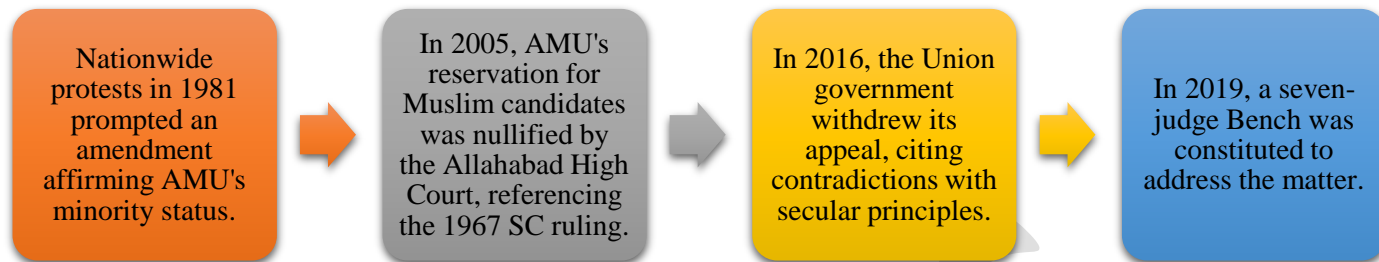 Nationwide
protests in 1981
prompted an
amendment
affirming AMU's
minority status.
In 2005, AMU's
reservation for
Muslim candidates
was nullified by
the Allahabad High
Court, referencing
the 1967 SC ruling.
In 2016, the Union
government
withdrew its
appeal, citing
contradictions with
secular principles.
In 2019, a seven-
judge Bench was
constituted to
address the matter.